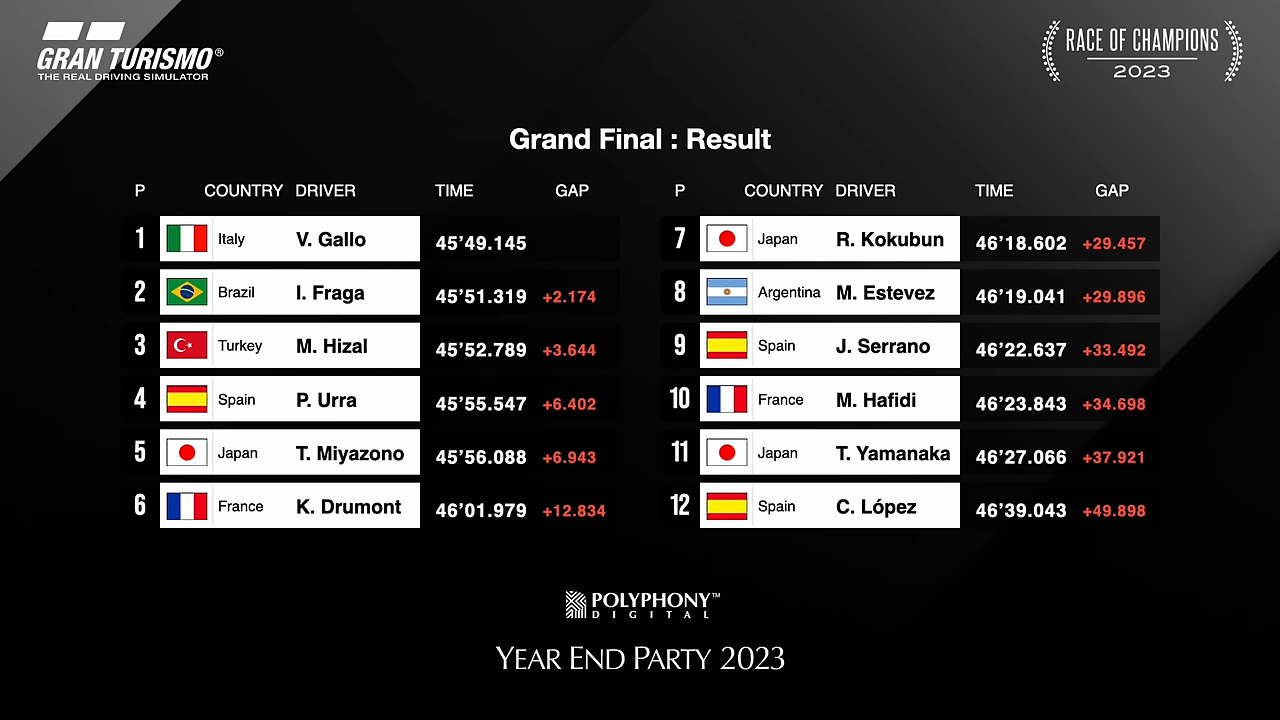 GRAN TURISMO®
THE REAL DRIVING SIMULATOR
RACE OF CHAMPIONS
2023
Grand Final : Result
P COUNTRY DRIVER TIME GAP
1 Italy V. Gallo 45’49.145
2 Brazil I. Fraga 45’51.319 +2.174
3 Turkey M. Hizal 45’52.789 +3.644
4 Spain P. Urra 45’55.547 +6.402
5 Japan T. Miyazono 45’56.088 +6.943
6 France K. Drumont 46’01.979 +12.834
P COUNTRY DRIVER TIME GAP
7 Japan R. Kokubun 46’18.602 +29.457
8 Argentina M. Estevez 46’19.041 +29.896
9 Spain J. Serrano 46’22.637 +33.492
10 France M. Hafidi 46’23.843 +34.698
11 Japan T. Yamanaka 46’27.066 +37.921
12 Spain C. López 46’39.043 +49.898
POLYPHONY™
DIGITAL
YEAR END PARTY 2023